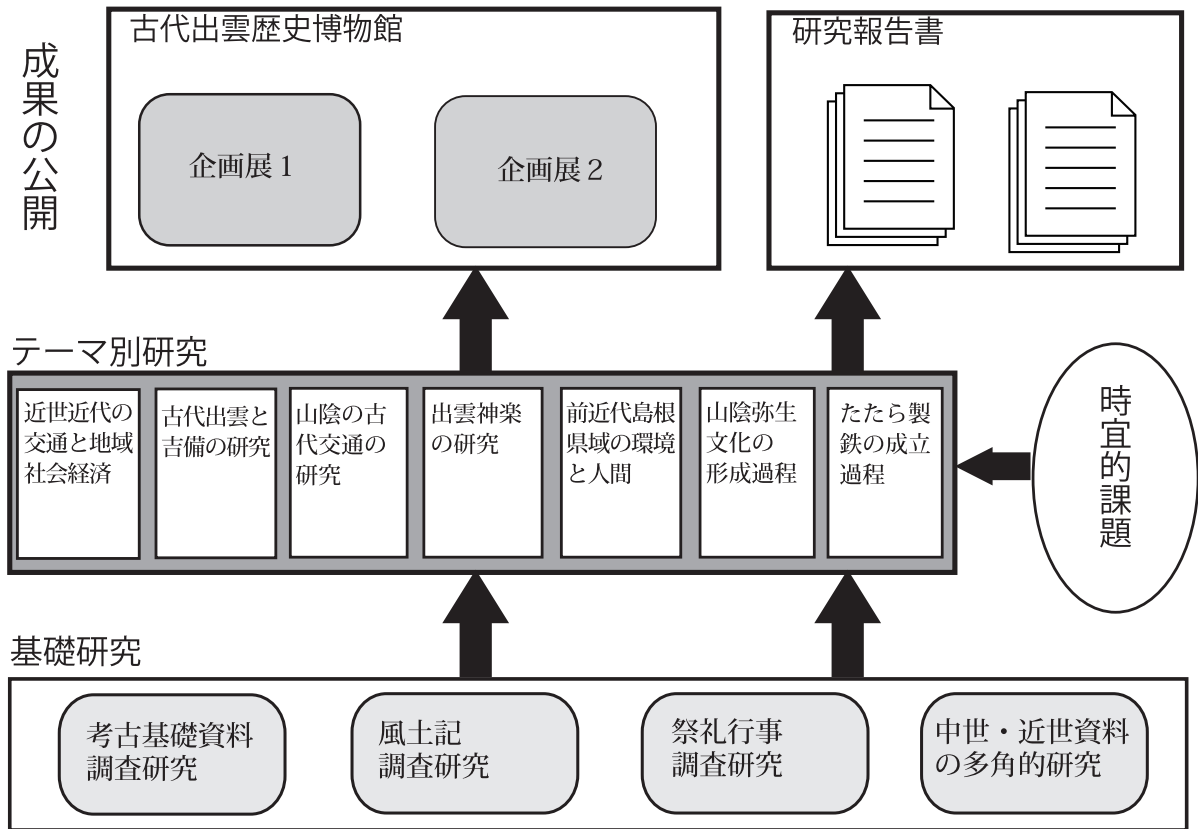 成果の公開
古代出雲歴史博物館
企画展1
企画展2
研究報告書
テーマ別研究
近世近代の
交通と地域
社会経済
古代出雲と
吉備の研究
山陰の古
代交通の
研究
出雲神楽
の研究
前近代島根
県域の環境
と人間
山陰弥生
文化の
形成過程
たたら製
鉄の成立
過程
時宜的課題
基礎研究
考古基礎資料
調査研究
風土記
調査研究
祭礼行事
調査研究
中世・近世資料
の多角的研究